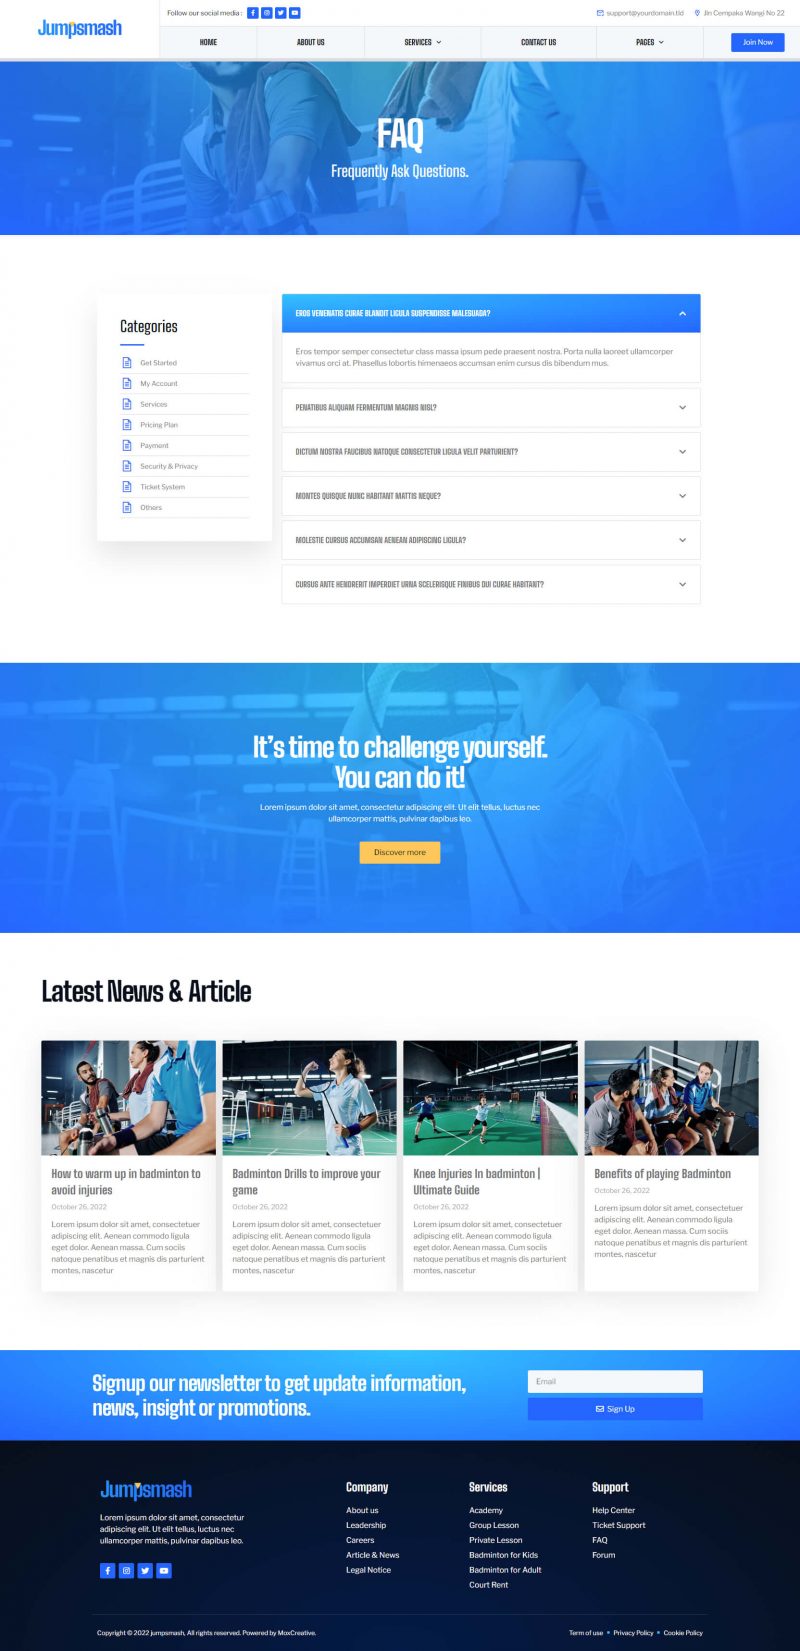 Jumpsmash
Follow our social media :
support@yourdomain.tld
Jln Cempaka Wangi No 22
HOME
ABOUT US
SERVICES
CONTACT US
PAGES
Join Now
FAQ
Frequently Ask Questions.
Categories
Get Started
My Account
Services
Pricing Plan
Payment
Security & Privacy
Ticket System
Others
EROS VENENATIS CURAE BLANDIT LIGULA SUSPENDISSE MALESUADA?
Eros tempor semper consectetur class massa ipsum pede praesent nostra. Porta nulla laoreet ullamcorper
vivamus orci at. Phasellus lobortis himenaeos accumsan enim cursus dis bibendum mus.
PENATIBUS ALIQUAM FERMENTUM MAGNIS NISL?
DICTUM NOSTRA FAUCIBUS NATOQUE CONSECTETUR LIGULA VELIT PARTURIENT?
MONTES QUISQUE NUNC HABITANT MATTIS NEQUE?
MOLESTIE CURSUS ACCUMSAN AENEAN ADIPISCING LIGULA?
CURSUS ANTE HENDRERIT IMPERDIET URNA SCELERISQUE FINIBUS DUI CURAE HABITANT?
It's time to challenge yourself.
You can do it!
Lorem ipsum dolor sit amet, consectetur adipiscing elit. Ut elit tellus, luctus nec
ullamcorper mattis, pulvinar dapibus leo.
Discover more
Latest News & Article
How to warm up in badminton to
avoid injuries
October 26, 2022
Lorem ipsum dolor sit amet, consectetuer
adipiscing elit. Aenean commodo ligula
eget dolor. Aenean massa. Cum sociis
natoque penatibus et magnis dis parturient
montes, nascetur
Badminton Drills to improve your
game
October 26, 2022
Lorem ipsum dolor sit amet, consectetuer
adipiscing elit. Aenean commodo ligula
eget dolor. Aenean massa. Cum sociis
natoque penatibus et magnis dis parturient
montes, nascetur
Knee Injuries In badminton |
Ultimate Guide
October 26, 2022
Lorem ipsum dolor sit amet, consectetuer
adipiscing elit. Aenean commodo ligula
eget dolor. Aenean massa. Cum sociis
natoque penatibus et magnis dis parturient
montes, nascetur
Benefits of playing Badminton
October 26, 2022
Lorem ipsum dolor sit amet, consectetuer
adipiscing elit. Aenean commodo ligula
eget dolor. Aenean massa. Cum sociis
natoque penatibus et magnis dis parturient
montes, nascetur
Signup our newsletter to get update information,
news, insight or promotions.
Email
Sign Up
Jumpsmash
Lorem ipsum dolor sit amet, consectetur
adipiscing elit. Ut elit tellus, luctus nec
ullamcorper mattis, pulvinar dapibus leo.
Company
About us
Leadership
Careers
Article & News
Legal Notice
Services
Academy
Group Lesson
Private Lesson
Badminton for Kids
Badminton for Adult
Court Rent
Support
Help Center
Ticket Support
FAQ
Forum
Copyright © 2022 jumpsmash, All rights reserved. Powered by MoxCreative.
Term of use
Privacy Policy
Cookie Policy